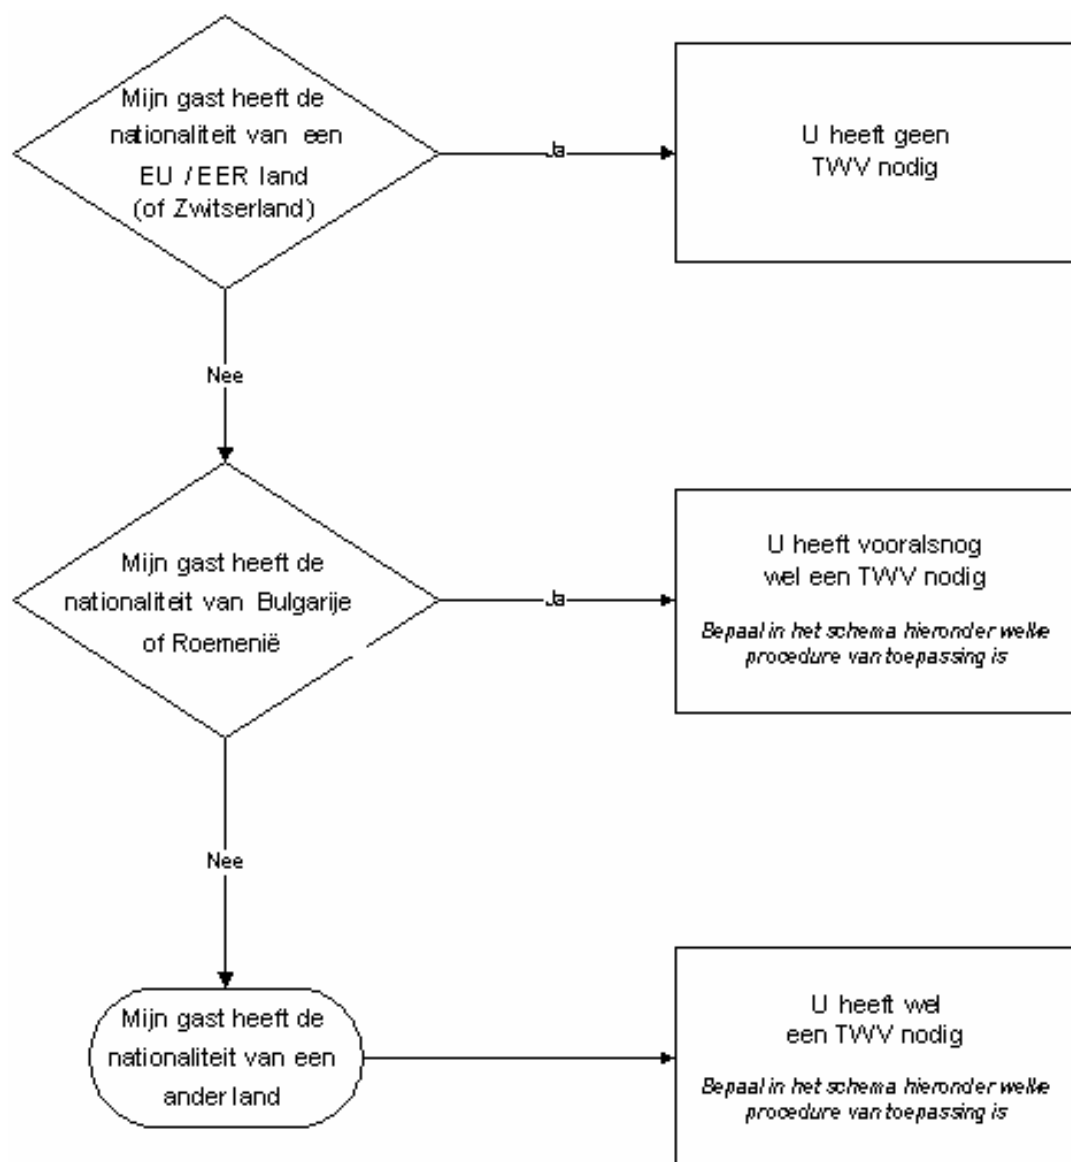 Mijn gast heeft de
nationaliteit van een
EU / EER land
(of Zwitserland)
Ja
U heeft geen
TWV nodig
Nee
Mijn gast heeft de
nationaliteit van Bulgarije
of Roemenië
Ja
U heeft vooralsnog
wel een TWV nodig
Bepaal in het schema hieronder welke
procedure van toepassing is
Nee
Mijn gast heeft de
nationaliteit van een
ander land
U heeft wel
een TWV nodig
Bepaal in het schema hieronder welke
procedure van toepassing is